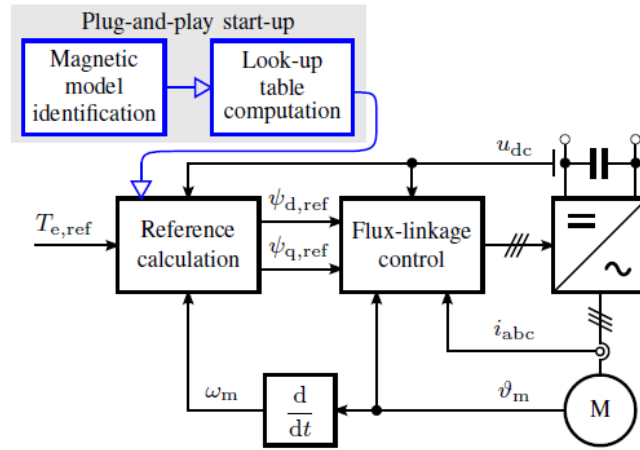 Plug-and-play start-up
Magnetic
model
identification
Look-up
table
computation
u_dc
T_e,ref
Reference
calculation
ψ_d,ref
ψ_q,ref
Flux-linkage
control
i_abc
ω_m
d
dt
ϑ_m
M